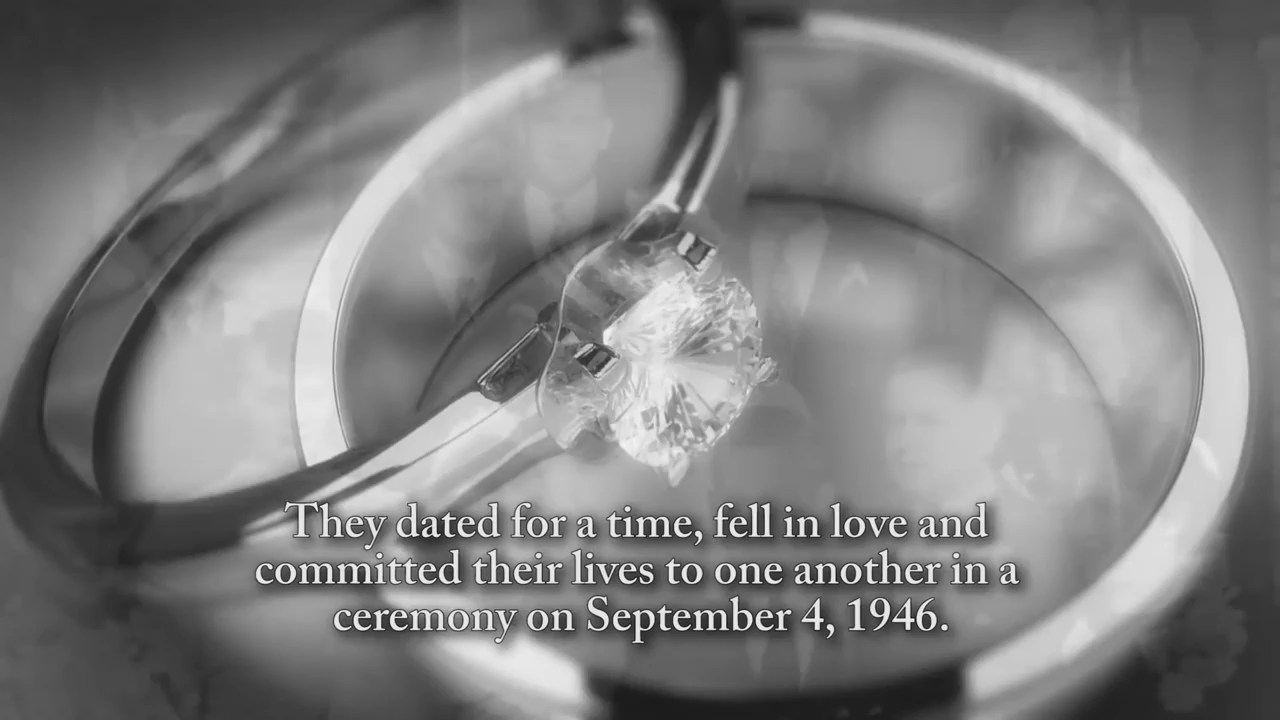 They dated for a time, fell in love and
committed their lives to one another in a
ceremony on September 4, 1946.